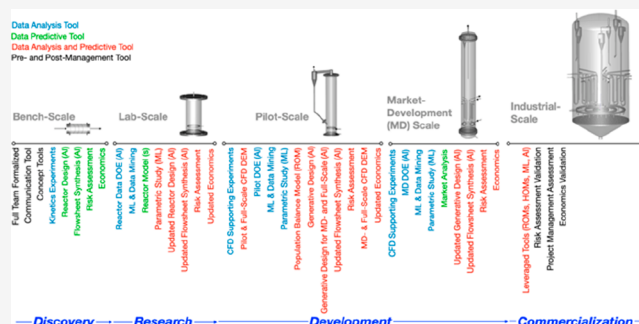 Data Analysis Tool
Data Predictive Tool
Data Analysis and Predictive Tool
Pre- and Post-Management Tool
Bench-Scale
Lab-Scale
Pilot-Scale
Market-
Development
(MD) Scale
Industrial-
Scale
Full Team Formalized
Communication Tool
Concept Tools
Kinetics Experiments
Reactor Design (AI)
Flowsheet Synthesis (AI)
Risk Assessment
Economics
Reactor Data DOE (AI)
ML & Data Mining
Reactor Model (s)
Parametric Study (ML)
Updated Reactor Design (AI)
Updated Flowsheet Synthesis (AI)
Risk Assessment
Updated Economics
CFD Supporting Experiments
Pilot & Full-Scale CFD DEM
Pilot DOE (AI)
ML & Data Mining
Parametric Study (ML)
Population Balance Model (ROM)
Generative Design (AI)
Generative Design for MD- and Full-Scale (AI)
Updated Flowsheet Synthesis (AI)
Risk Assessment
MD- & Full-Scale CFD DEM
Updated Economics
CFD Supporting Experiments
MD DOE (AI)
ML & Data Mining
Parametric Study (ML)
Market Analysis
Updated Generative Design (AI)
Updated Flowsheet Synthesis (AI)
Risk Assessment
Economics
Leveraged Tools (ROMs, HOMs, ML, AI)
Risk Assessment Validation
Project Management Assessment
Economics Validation
Discovery
Research
Development
Commercialization